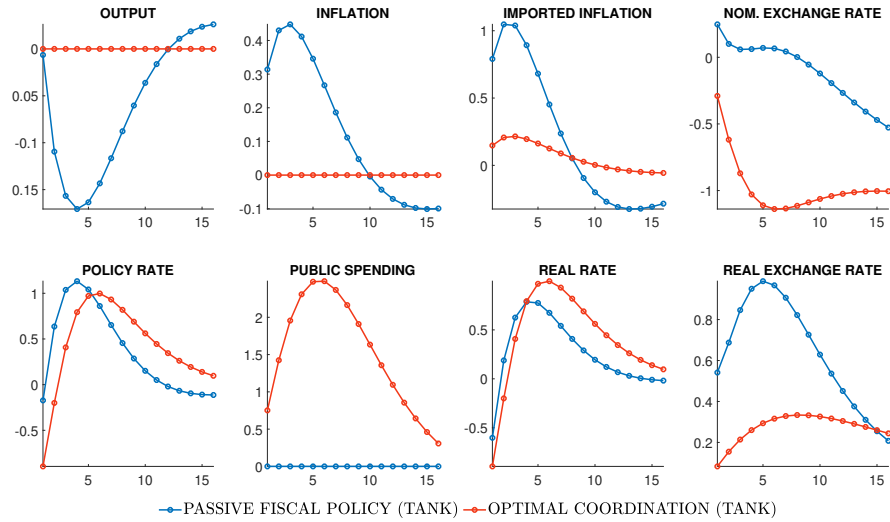 OUTPUT
0
0.05
-0.1
0.15
5 10 15
INFLATION
0.4
0.3
0.2
0.1
0
-0.1
5 10 15
IMPORTED INFLATION
1
0.5
0
5 10 15
NOM. EXCHANGE RATE
0
-0.5
-1
5 10 15
POLICY RATE
1
0.5
0
-0.5
5 10 15
PUBLIC SPENDING
2
1.5
1
0.5
0
5 10 15
REAL RATE
0.5
0
-0.5
5 10 15
REAL EXCHANGE RATE
0.8
0.6
0.4
0.2
5 10 15
PASSIVE FISCAL POLICY (TANK) OPTIMAL COORDINATION (TANK)